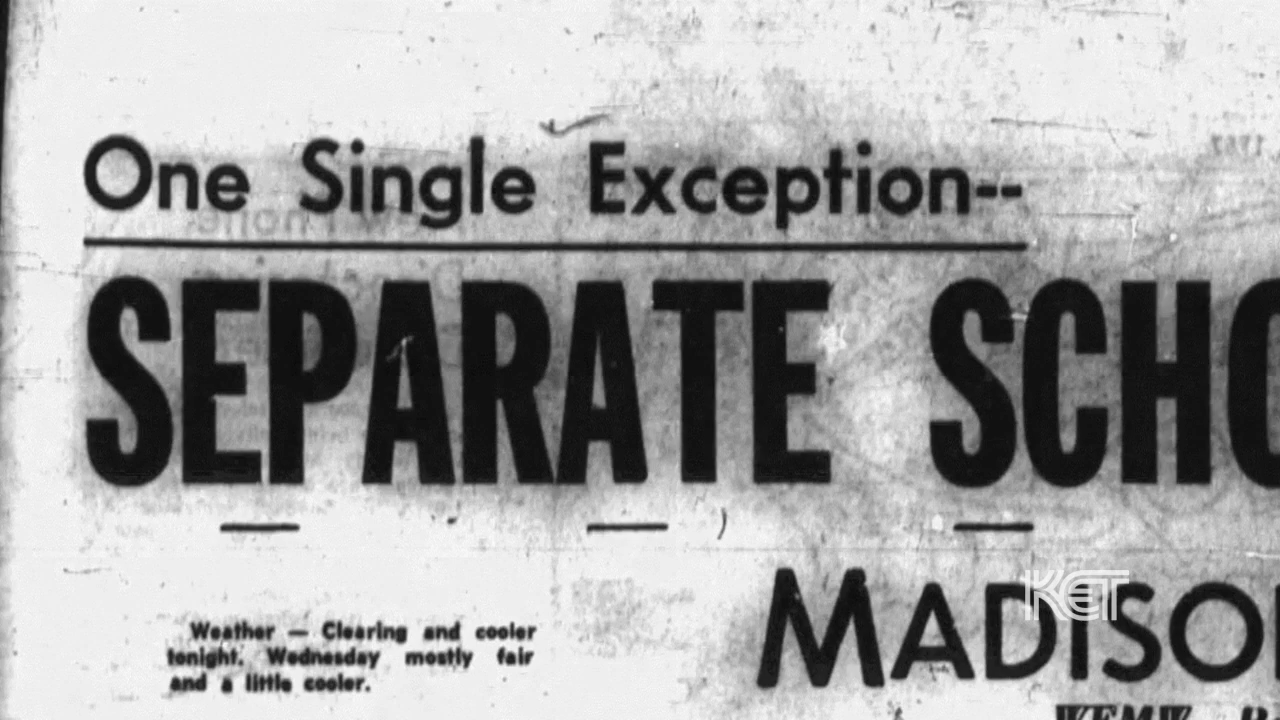 One Single Exception--
SEPARATE SCHO
MADISO
KET
Weather — Clearing and cooler
tonight. Wednesday mostly fair
and a little cooler.